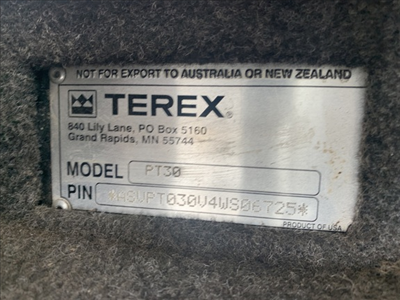 NOT FOR EXPORT TO AUSTRALIA OR NEW ZEALAND
TEREX®
840 Lily Lane, PO Box 5160
Grand Rapids, MN 55744
MODEL PT30
PIN *ASVPT030V4WS06725*
PRODUCT OF USA